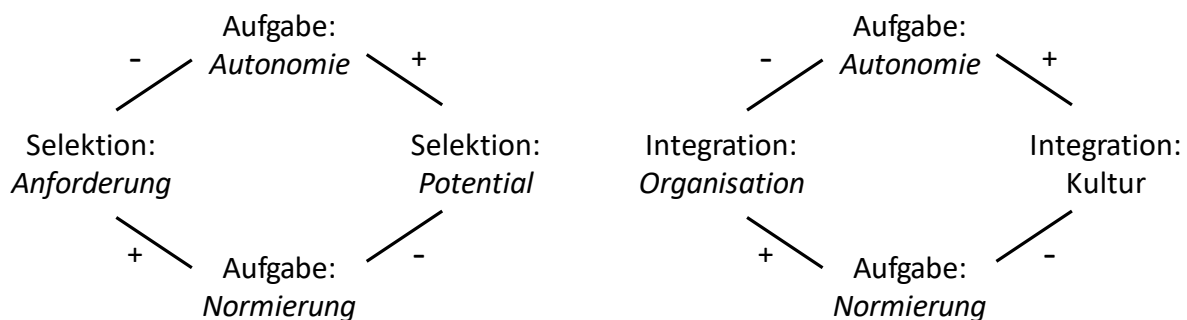 Aufgabe:
Autonomie
-
+
Selektion:
Anforderung
Selektion:
Potential
+
-
Aufgabe:
Normierung
Aufgabe:
Autonomie
-
+
Integration:
Organisation
Integration:
Kultur
+
-
Aufgabe:
Normierung